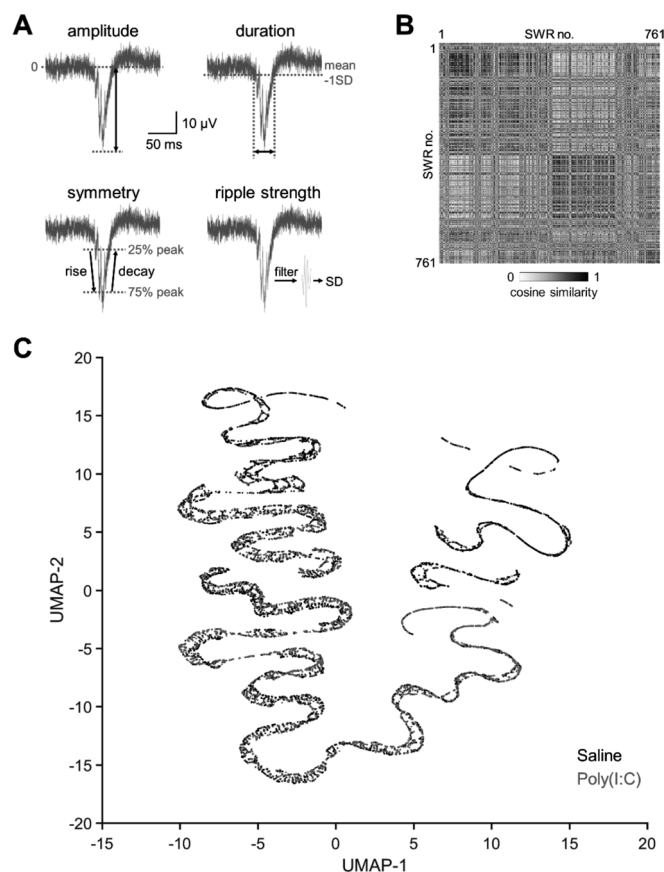 A
amplitude
0
10 μV
50 ms
duration
mean
-1SD
symmetry
25% peak
rise
decay
75% peak
ripple strength
filter
SD
B
1 SWR no. 761
1
SWR no.
761
0 1
cosine similarity
C
20
15
10
5
0
-5
-10
-15
-20
UMAP-2
-15 -10 -5 0 5 10 15 20
UMAP-1
Saline
Poly(I:C)